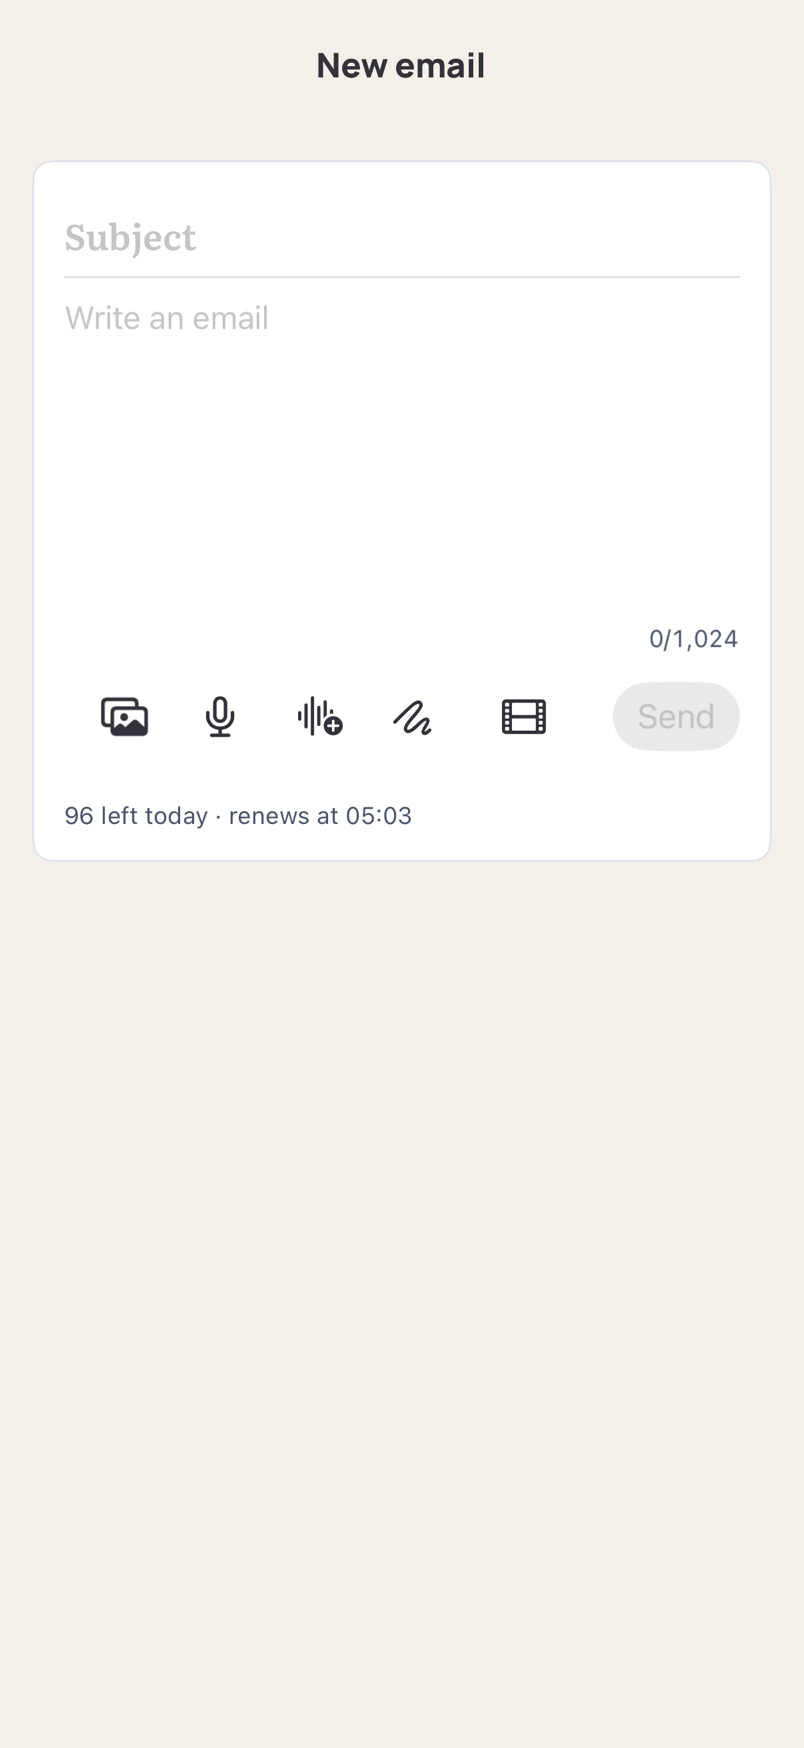 New email
Subject
Write an email
0/1,024
Send
96 left today · renews at 05:03